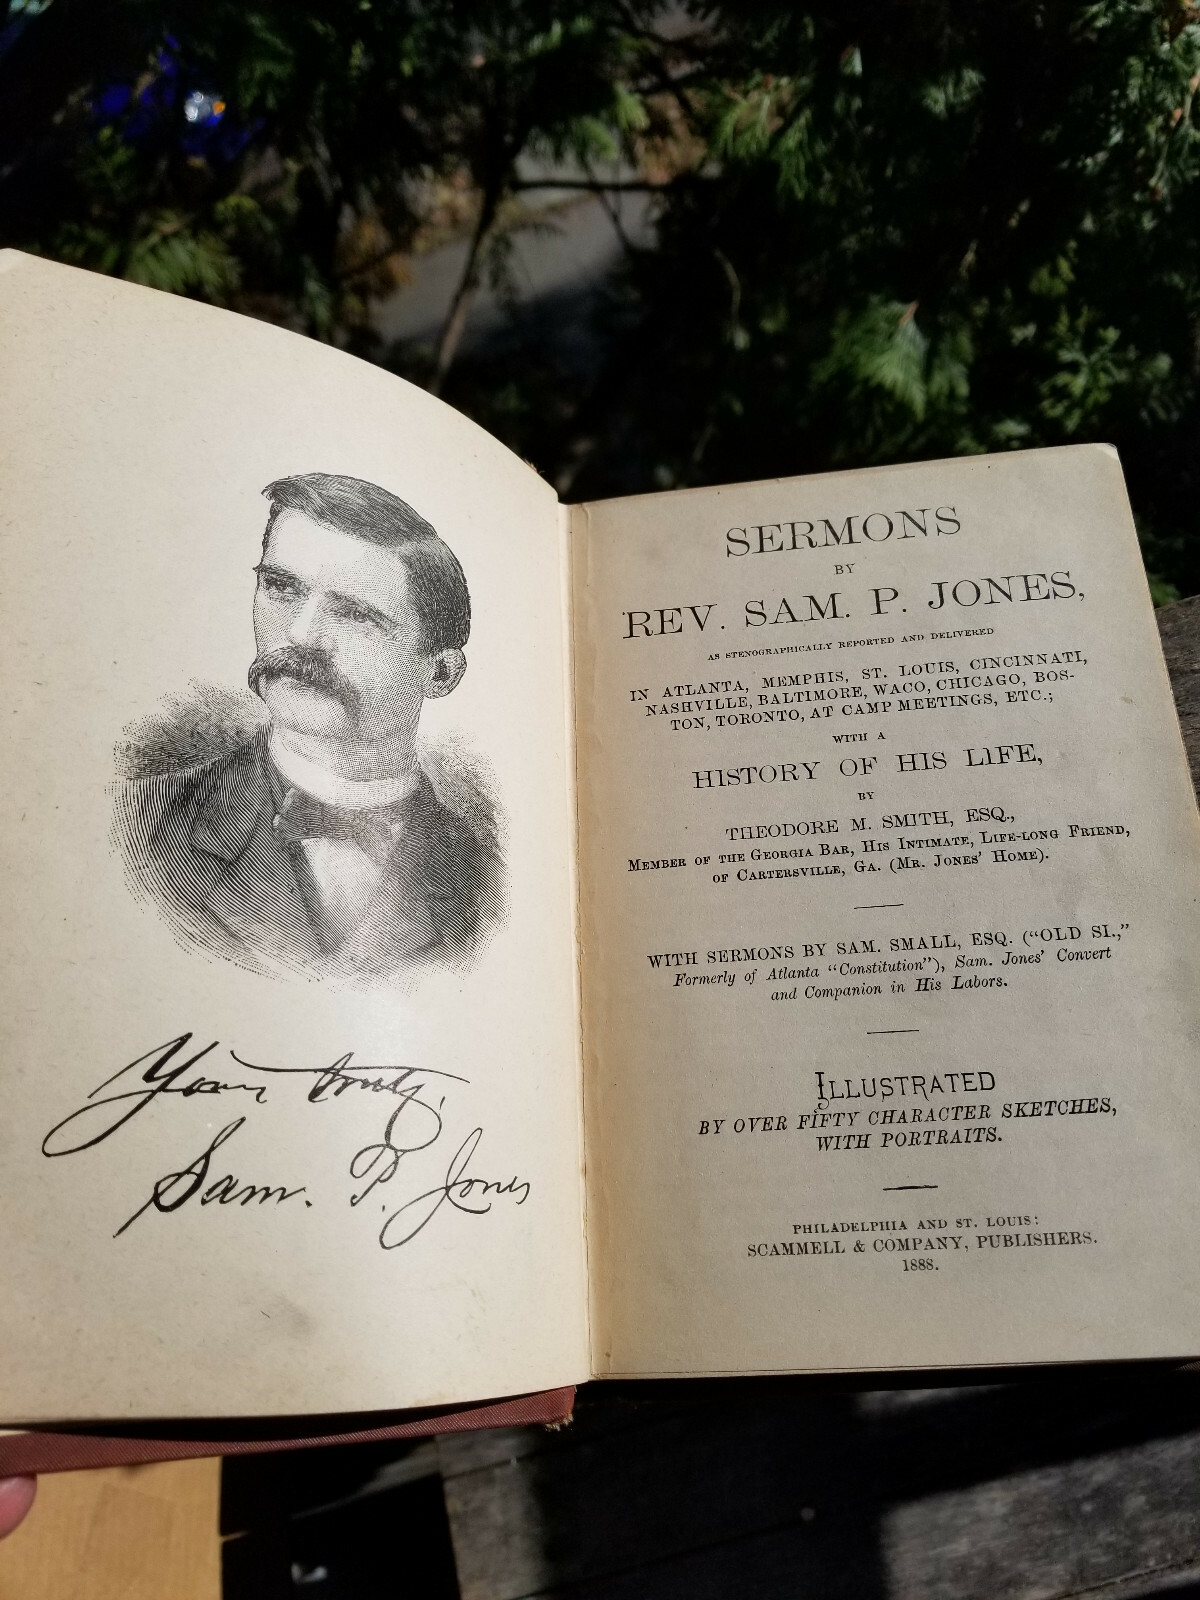 Yours truly,
Sam. P. Jones
SERMONS
BY
REV. SAM. P. JONES,
AS STENOGRAPHICALLY REPORTED AND DELIVERED
IN ATLANTA, MEMPHIS, ST. LOUIS, CINCINNATI,
NASHVILLE, BALTIMORE, WACO, CHICAGO, BOS-
TON, TORONTO, AT CAMP MEETINGS, ETC.;
WITH A
HISTORY OF HIS LIFE,
BY
THEODORE M. SMITH, ESQ.,
MEMBER OF THE GEORGIA BAR, HIS INTIMATE, LIFE-LONG FRIEND,
OF CARTERSVILLE, GA. (MR. JONES' HOME).
WITH SERMONS BY SAM. SMALL, ESQ. ("OLD SI.,"
Formerly of Atlanta "Constitution"), Sam. Jones' Convert
and Companion in His Labors.
ILLUSTRATED
BY OVER FIFTY CHARACTER SKETCHES,
WITH PORTRAITS.
PHILADELPHIA AND ST. LOUIS:
SCAMMELL & COMPANY, PUBLISHERS.
1888.